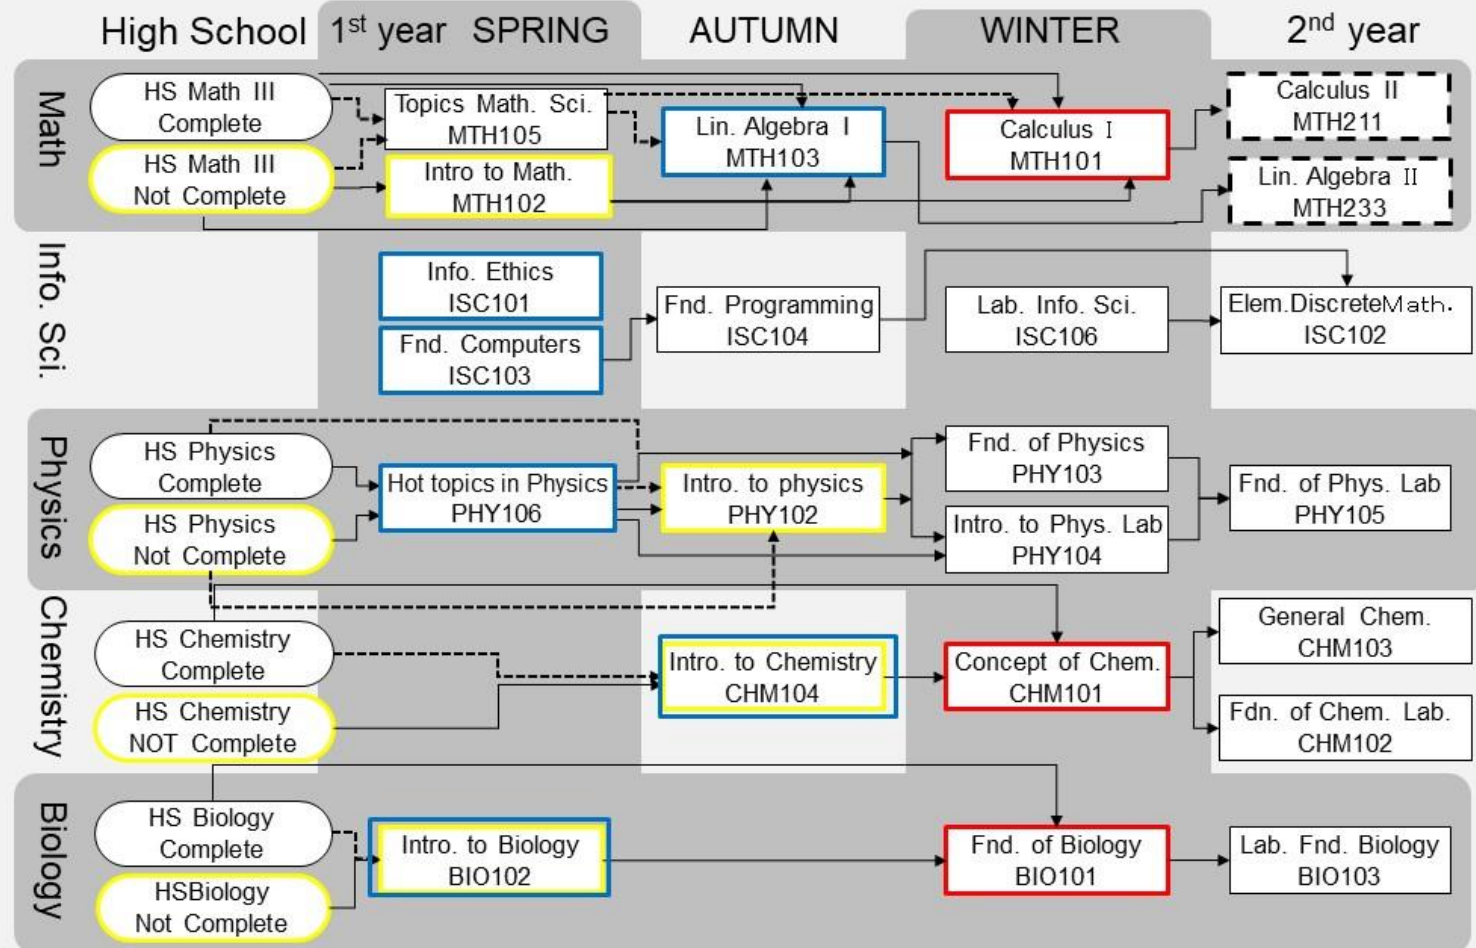 High School 1st year SPRING AUTUMN WINTER 2nd year
Math
HS Math III
Complete
HS Math III
Not Complete
Topics Math. Sci.
MTH105
Intro to Math.
MTH102
Lin. Algebra I
MTH103
Calculus I
MTH101
Calculus II
MTH211
Lin. Algebra II
MTH233
Info. Sci.
Info. Ethics
ISC101
Fnd. Computers
ISC103
Fnd. Programming
ISC104
Lab. Info. Sci.
ISC106
Elem.DiscreteMath.
ISC102
Physics
HS Physics
Complete
HS Physics
Not Complete
Hot topics in Physics
PHY106
Intro. to physics
PHY102
Fnd. of Physics
PHY103
Intro. to Phys. Lab
PHY104
Fnd. of Phys. Lab
PHY105
Chemistry
HS Chemistry
Complete
HS Chemistry
NOT Complete
Intro. to Chemistry
CHM104
Concept of Chem.
CHM101
General Chem.
CHM103
Fdn. of Chem. Lab.
CHM102
Biology
HS Biology
Complete
HSBiology
Not Complete
Intro. to Biology
BIO102
Fnd. of Biology
BIO101
Lab. Fnd. Biology
BIO103